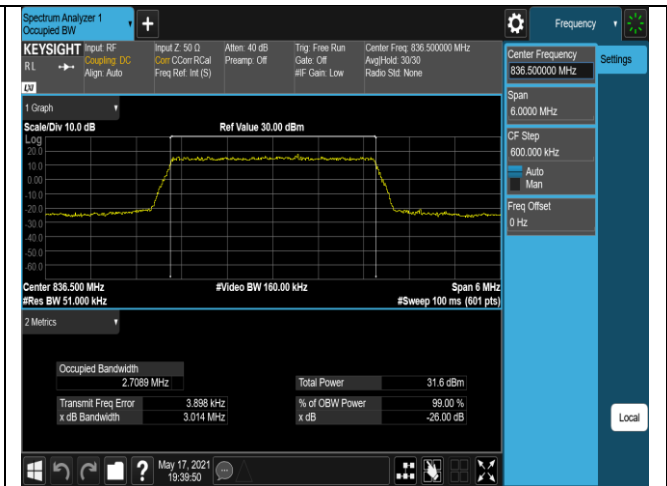 Spectrum Analyzer 1
Occupied BW
+
Frequency
KEYSIGHT
RL
LXI
Input: RF
Coupling: DC
Align: Auto
Input Z: 50 Ω
Corr CCorr RCal
Freq Ref: Int (S)
Atten: 40 dB
Preamp: Off
Trig: Free Run
Gate: Off
#IF Gain: Low
Center Freq: 836.500000 MHz
Avg|Hold: 30/30
Radio Std: None
Center Frequency
836.500000 MHz
Settings
Span
6.0000 MHz
CF Step
600.000 kHz
Auto
Man
Freq Offset
0 Hz
1 Graph
Scale/Div 10.0 dB
Ref Value 30.00 dBm
Log
20.0
10.0
0.00
-10.0
-20.0
-30.0
-40.0
-50.0
-60.0
Center 836.500 MHz
#Video BW 160.00 kHz
Span 6 MHz
#Res BW 51.000 kHz
#Sweep 100 ms (601 pts)
2 Metrics
Occupied Bandwidth
2.7089 MHz
Total Power 31.6 dBm
Transmit Freq Error 3.898 kHz
% of OBW Power 99.00 %
x dB Bandwidth 3.014 MHz
x dB -26.00 dB
Local
?
May 17, 2021
19:39:50